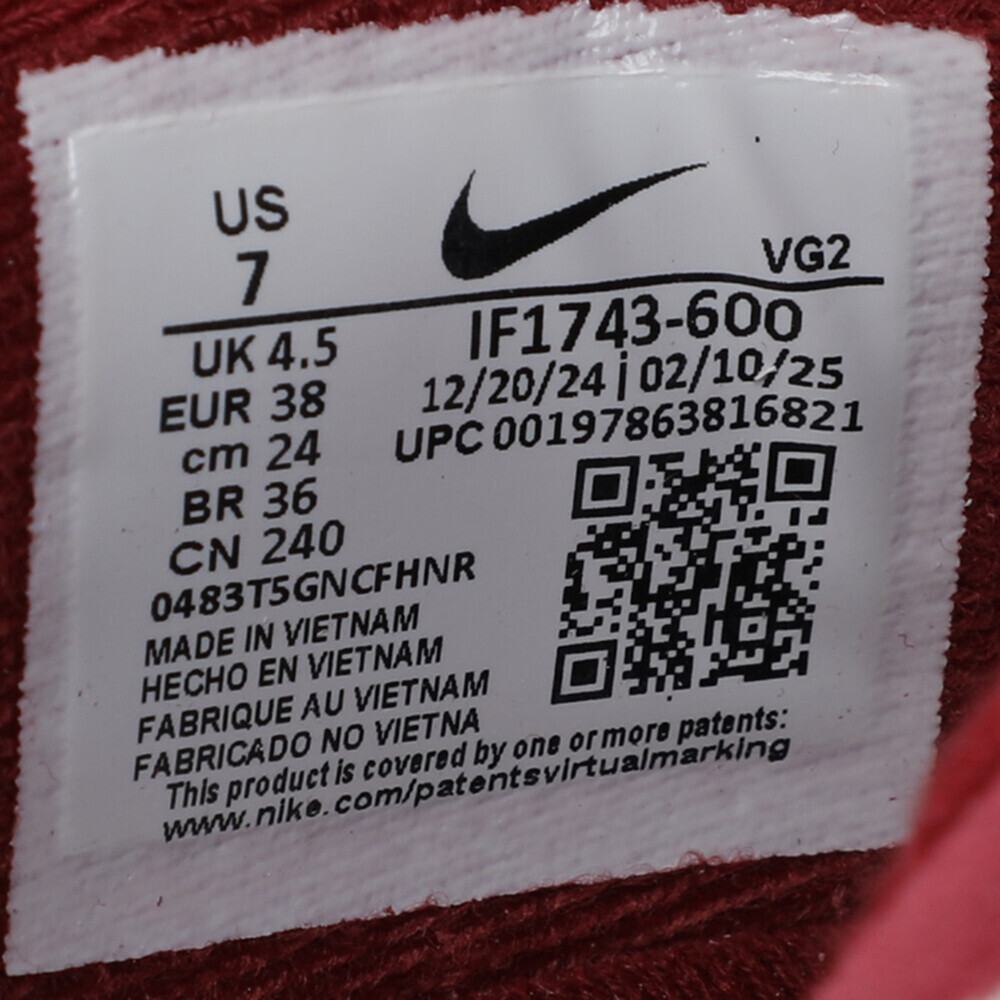 US
7
VG2
UK 4.5
EUR 38
cm 24
BR 36
CN 240
IF1743-600
12/20/24 | 02/10/25
UPC 00197863816821
0483T5GNCFHNR
MADE IN VIETNAM
HECHO EN VIETNAM
FABRIQUE AU VIETNAM
FABRICADO NO VIETNA
This product is covered by one or more patents:
www.nike.com/patentsvirtualmarking